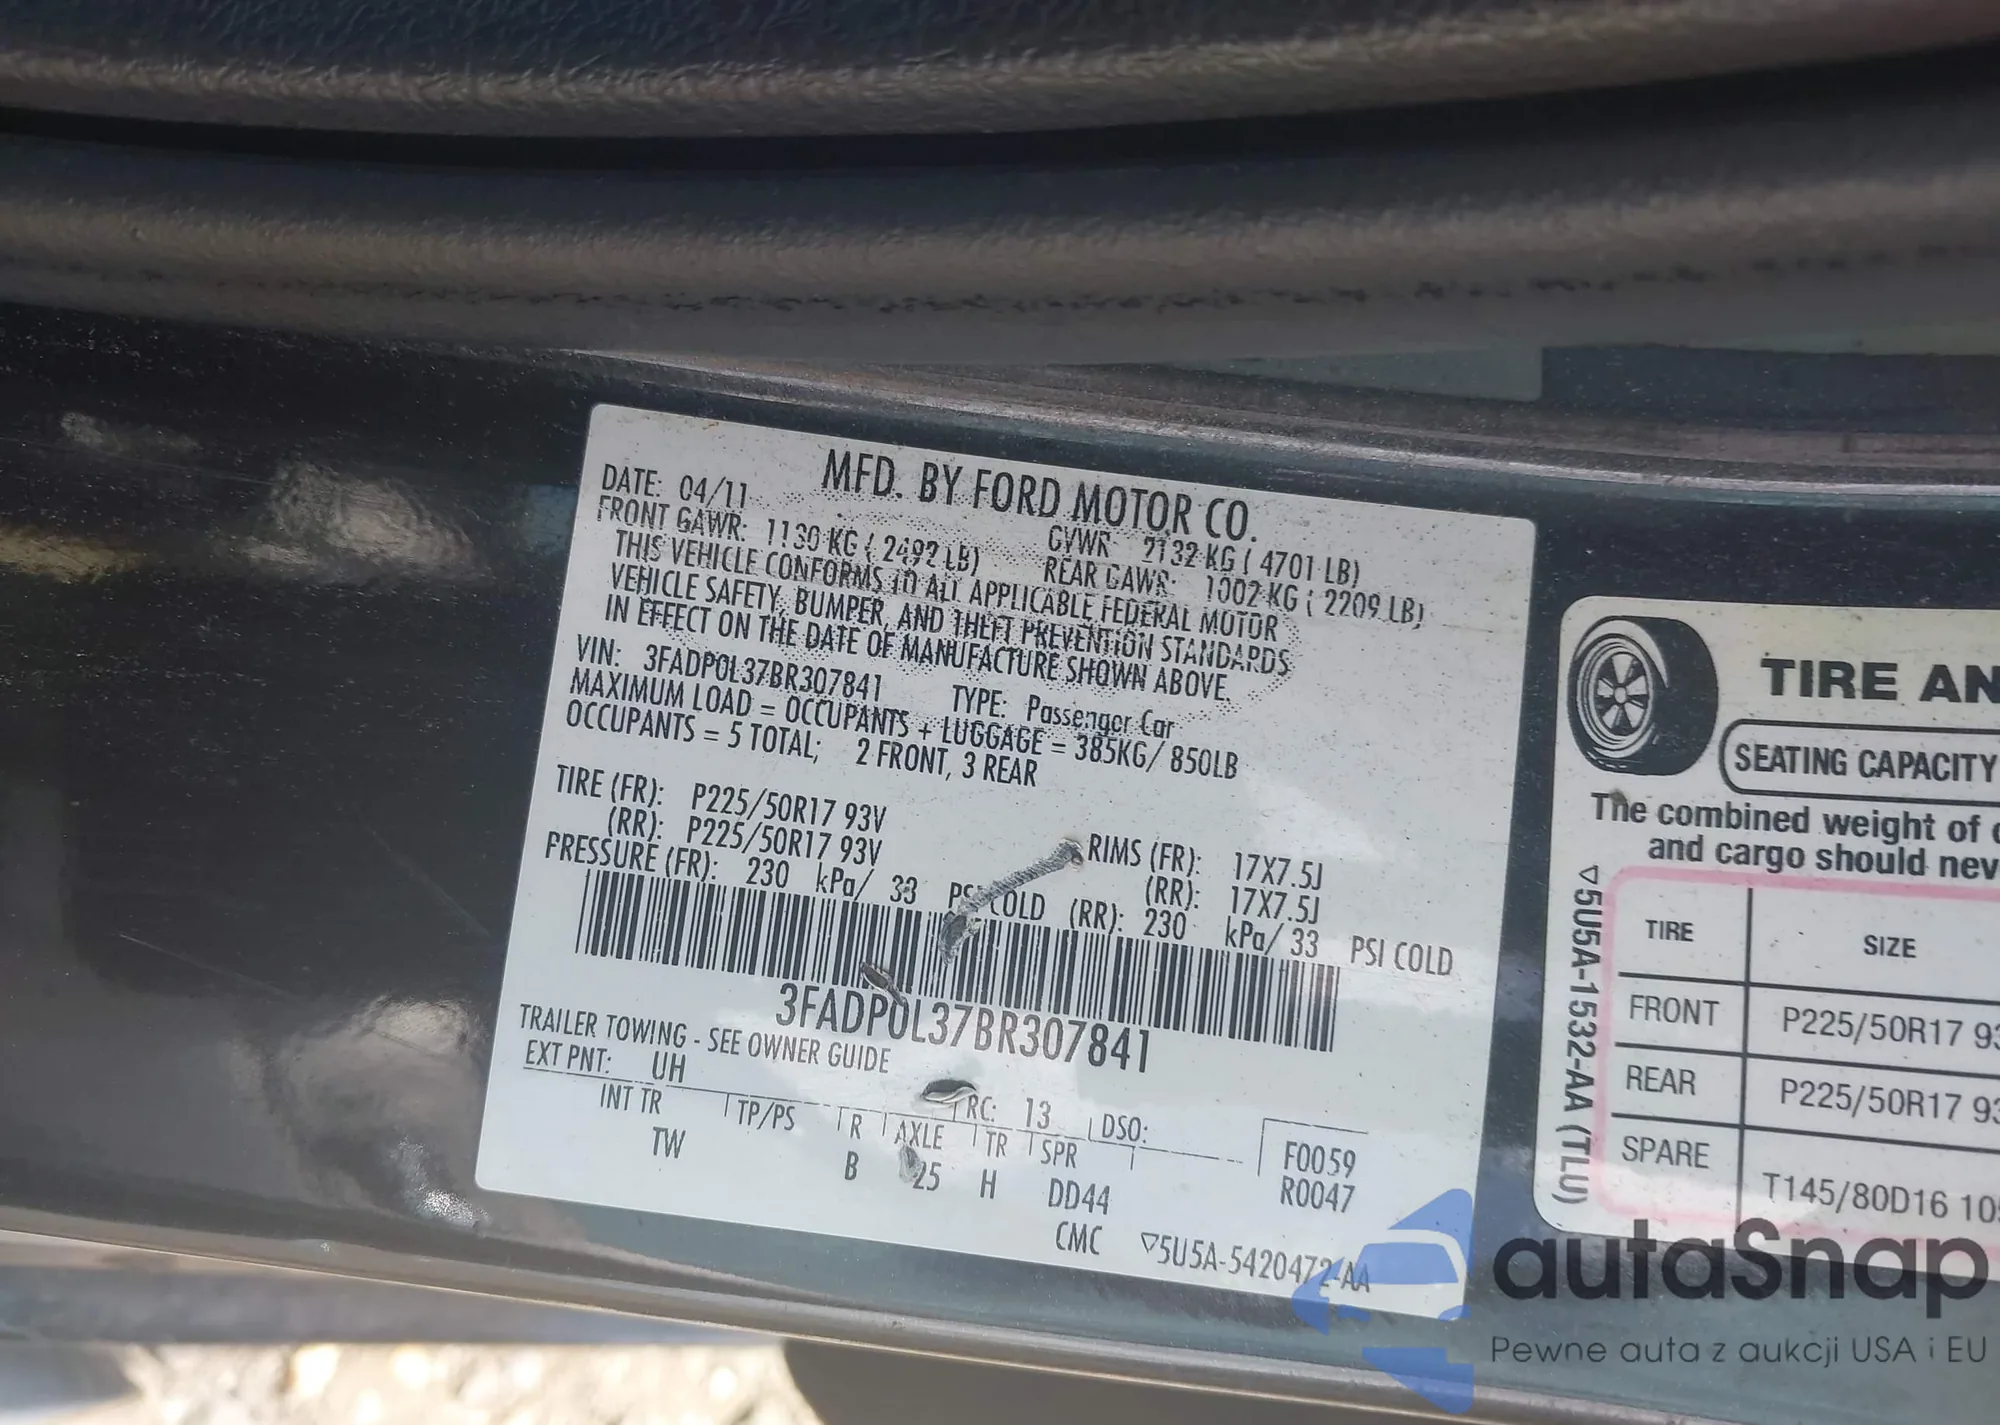 MFD. BY FORD MOTOR CO.
DATE: 04/11
GVWR 2132 KG ( 4701 LB)
FRONT GAWR: 1130 KG ( 2492 LB) REAR GAWR: 1002 KG ( 2209 LB)
THIS VEHICLE CONFORMS TO ALL APPLICABLE FEDERAL MOTOR
VEHICLE SAFETY, BUMPER, AND THEFT PREVENTION STANDARDS
IN EFFECT ON THE DATE OF MANUFACTURE SHOWN ABOVE.
VIN: 3FADP0L37BR307841 TYPE: Passenger Car
MAXIMUM LOAD = OCCUPANTS + LUGGAGE = 385KG/ 850LB
OCCUPANTS = 5 TOTAL; 2 FRONT, 3 REAR
TIRE (FR): P225/50R17 93V RIMS (FR): 17X7.5J
(RR): P225/50R17 93V (RR): 17X7.5J
PRESSURE (FR): 230 kPa/ 33 PSI COLD (RR): 230 kPa/ 33 PSI COLD
3FADP0L37BR307841
TRAILER TOWING - SEE OWNER GUIDE
EXT PNT: UH RC: 13 DSO:
INT TR TP/PS R AXLE TR SPR
TW B 25 H DD44
F0059
R0047
CMC ▽5U5A-5420472-AA
TIRE AN
SEATING CAPACITY
The combined weight of
and cargo should nev
▽5U5A-1532-AA (TLU)
TIRE SIZE
FRONT P225/50R17 93
REAR P225/50R17 93
SPARE T145/80D16 10
autaSnap
Pewne auta z aukcji USA i EU